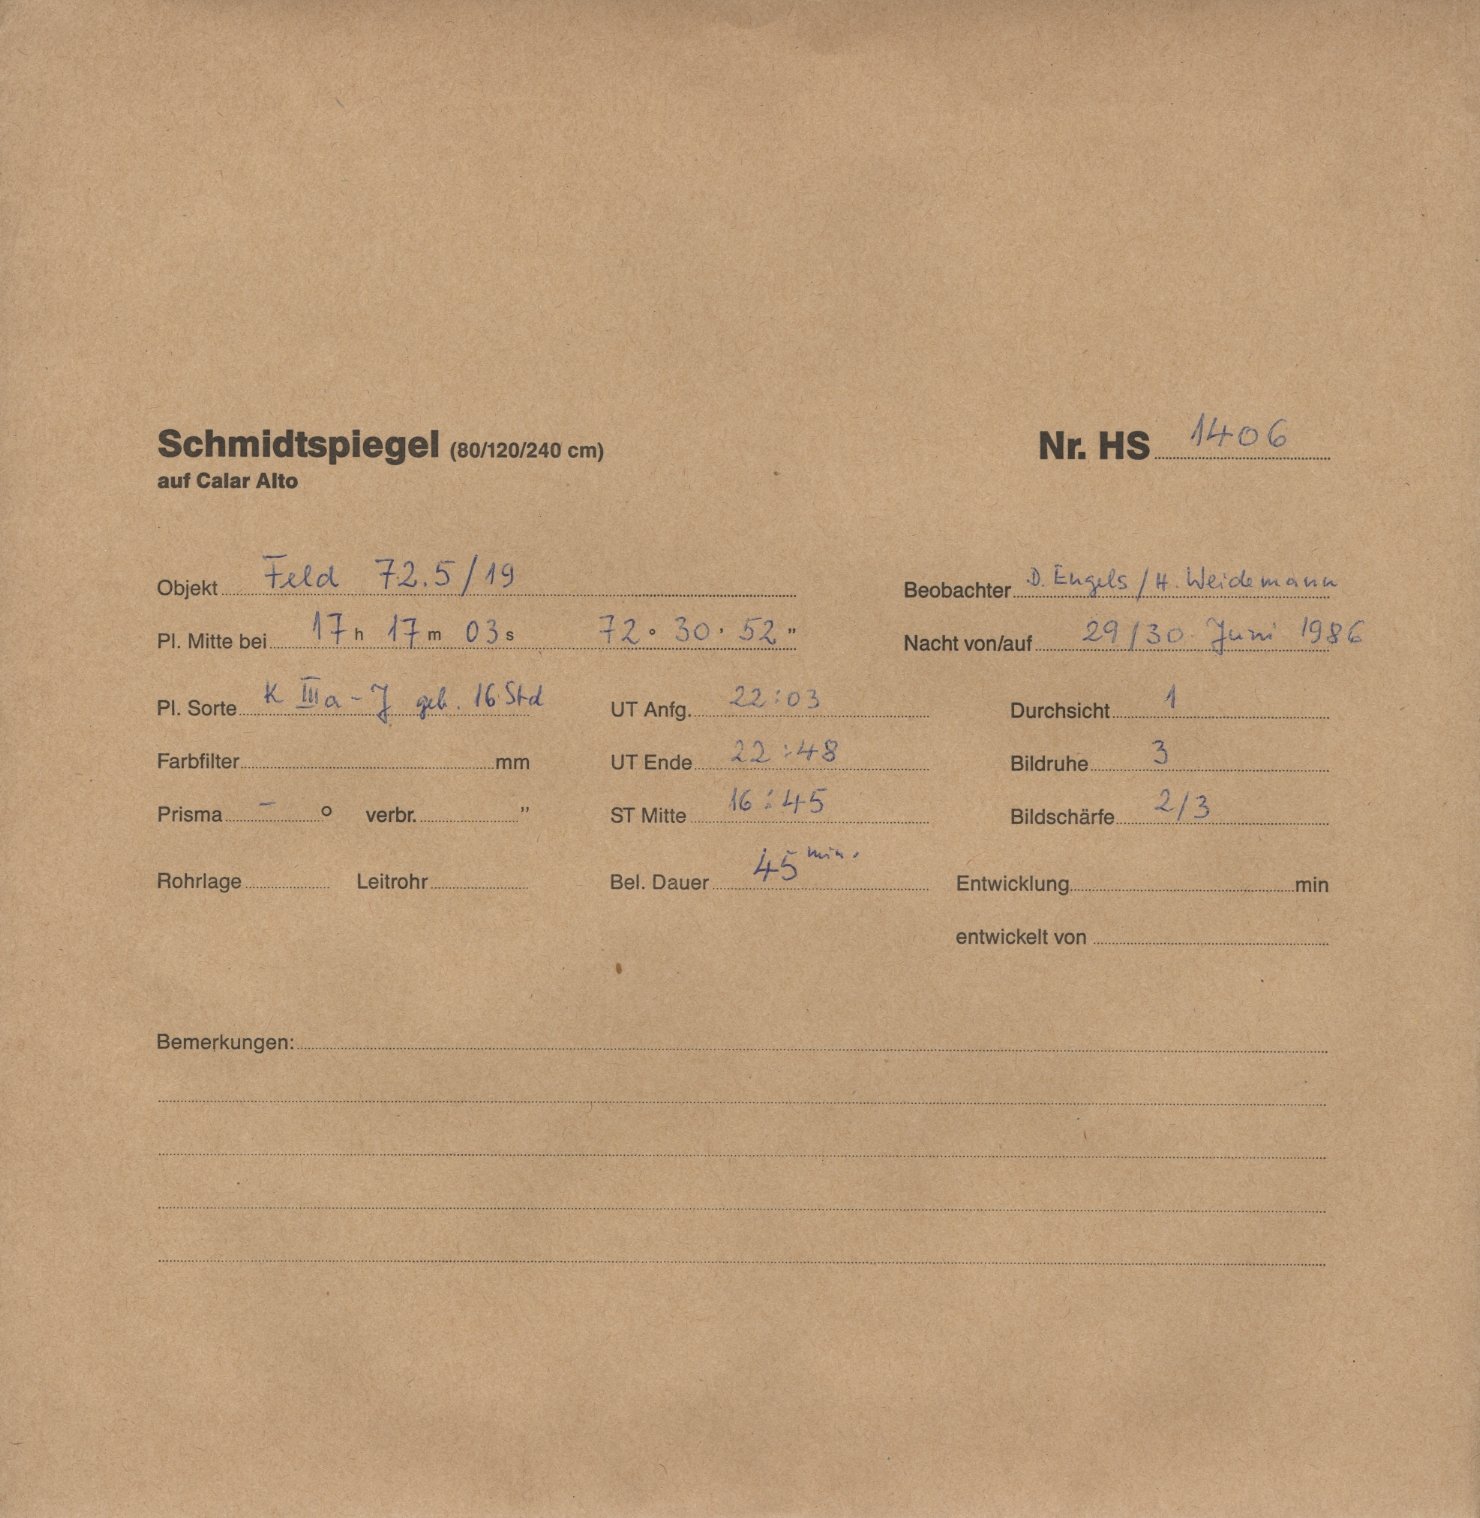 Schmidtspiegel (80/120/240 cm)
auf Calar Alto
Nr. HS 1406
Objekt Feld 72.5/19
Beobachter D. Engels / H. Weidemann
Pl. Mitte bei 17 h 17 m 03 s 72 ° 30 ' 52 "
Nacht von/auf 29/30. Juni 1986
Pl. Sorte K IIIa-J geb. 16 Std
UT Anfg. 22:03
Durchsicht 1
Farbfilter mm
UT Ende 22:48
Bildruhe 3
Prisma – ° verbr. "
ST Mitte 16:45
Bildschärfe 2/3
Rohrlage Leitrohr
Bel. Dauer 45 min.
Entwicklung min
entwickelt von
Bemerkungen: